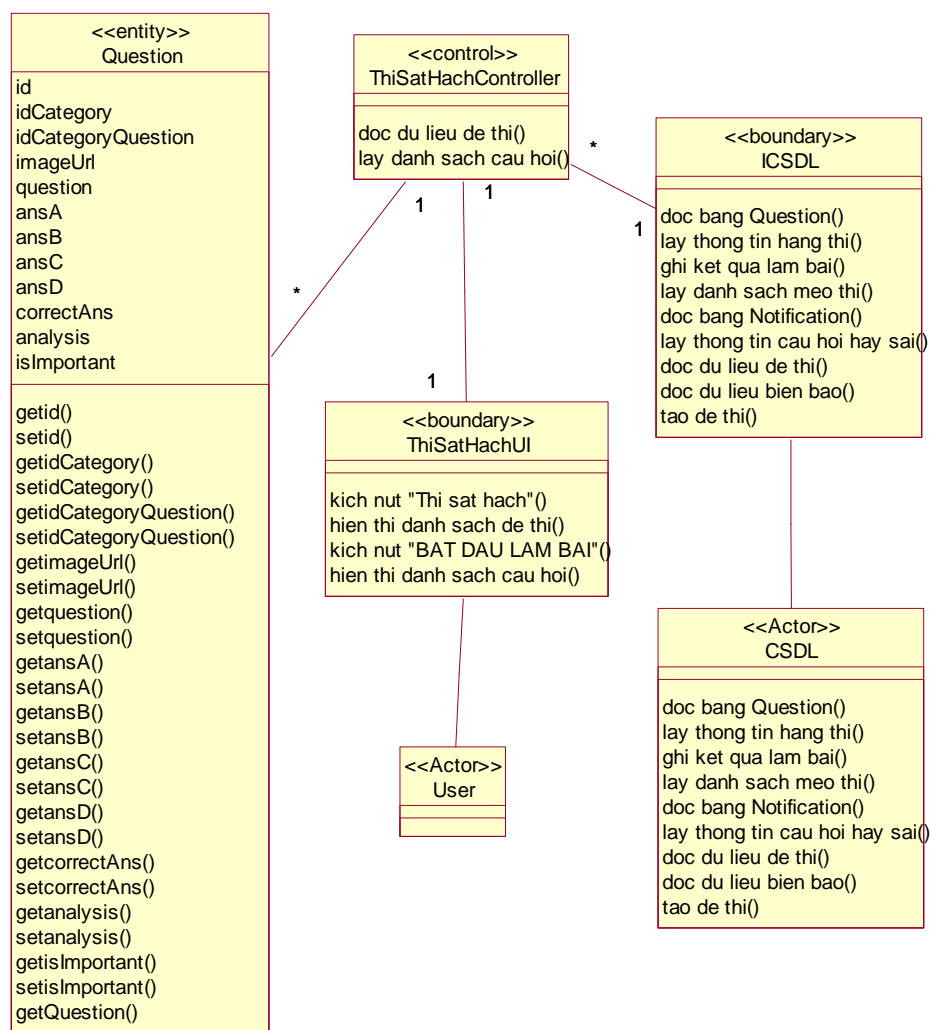 <<entity>>
Question
id
idCategory
idCategoryQuestion
imageUrl
question
ansA
ansB
ansC
ansD
correctAns
analysis
isImportant
getid()
setid()
getidCategory()
setidCategory()
getidCategoryQuestion()
setidCategoryQuestion()
getimageUrl()
setimageUrl()
getquestion()
setquestion()
getansA()
setansA()
getansB()
setansB()
getansC()
setansC()
getansD()
setansD()
getcorrectAns()
setcorrectAns()
getanalysis()
setanalysis()
getisImportant()
setisImportant()
getQuestion()
<<control>>
ThiSatHachController
doc du lieu de thi()
lay danh sach cau hoi()
*
1
1
1
*
1
<<boundary>>
ThiSatHachUI
kich nut "Thi sat hach"()
hien thi danh sach de thi()
kich nut "BAT DAU LAM BAI"()
hien thi danh sach cau hoi()
<<Actor>>
User
<<boundary>>
ICSDL
doc bang Question()
lay thong tin hang thi()
ghi ket qua lam bai()
lay danh sach meo thi()
doc bang Notification()
lay thong tin cau hoi hay sai()
doc du lieu de thi()
doc du lieu bien bao()
tao de thi()
<<Actor>>
CSDL
doc bang Question()
lay thong tin hang thi()
ghi ket qua lam bai()
lay danh sach meo thi()
doc bang Notification()
lay thong tin cau hoi hay sai()
doc du lieu de thi()
doc du lieu bien bao()
tao de thi()